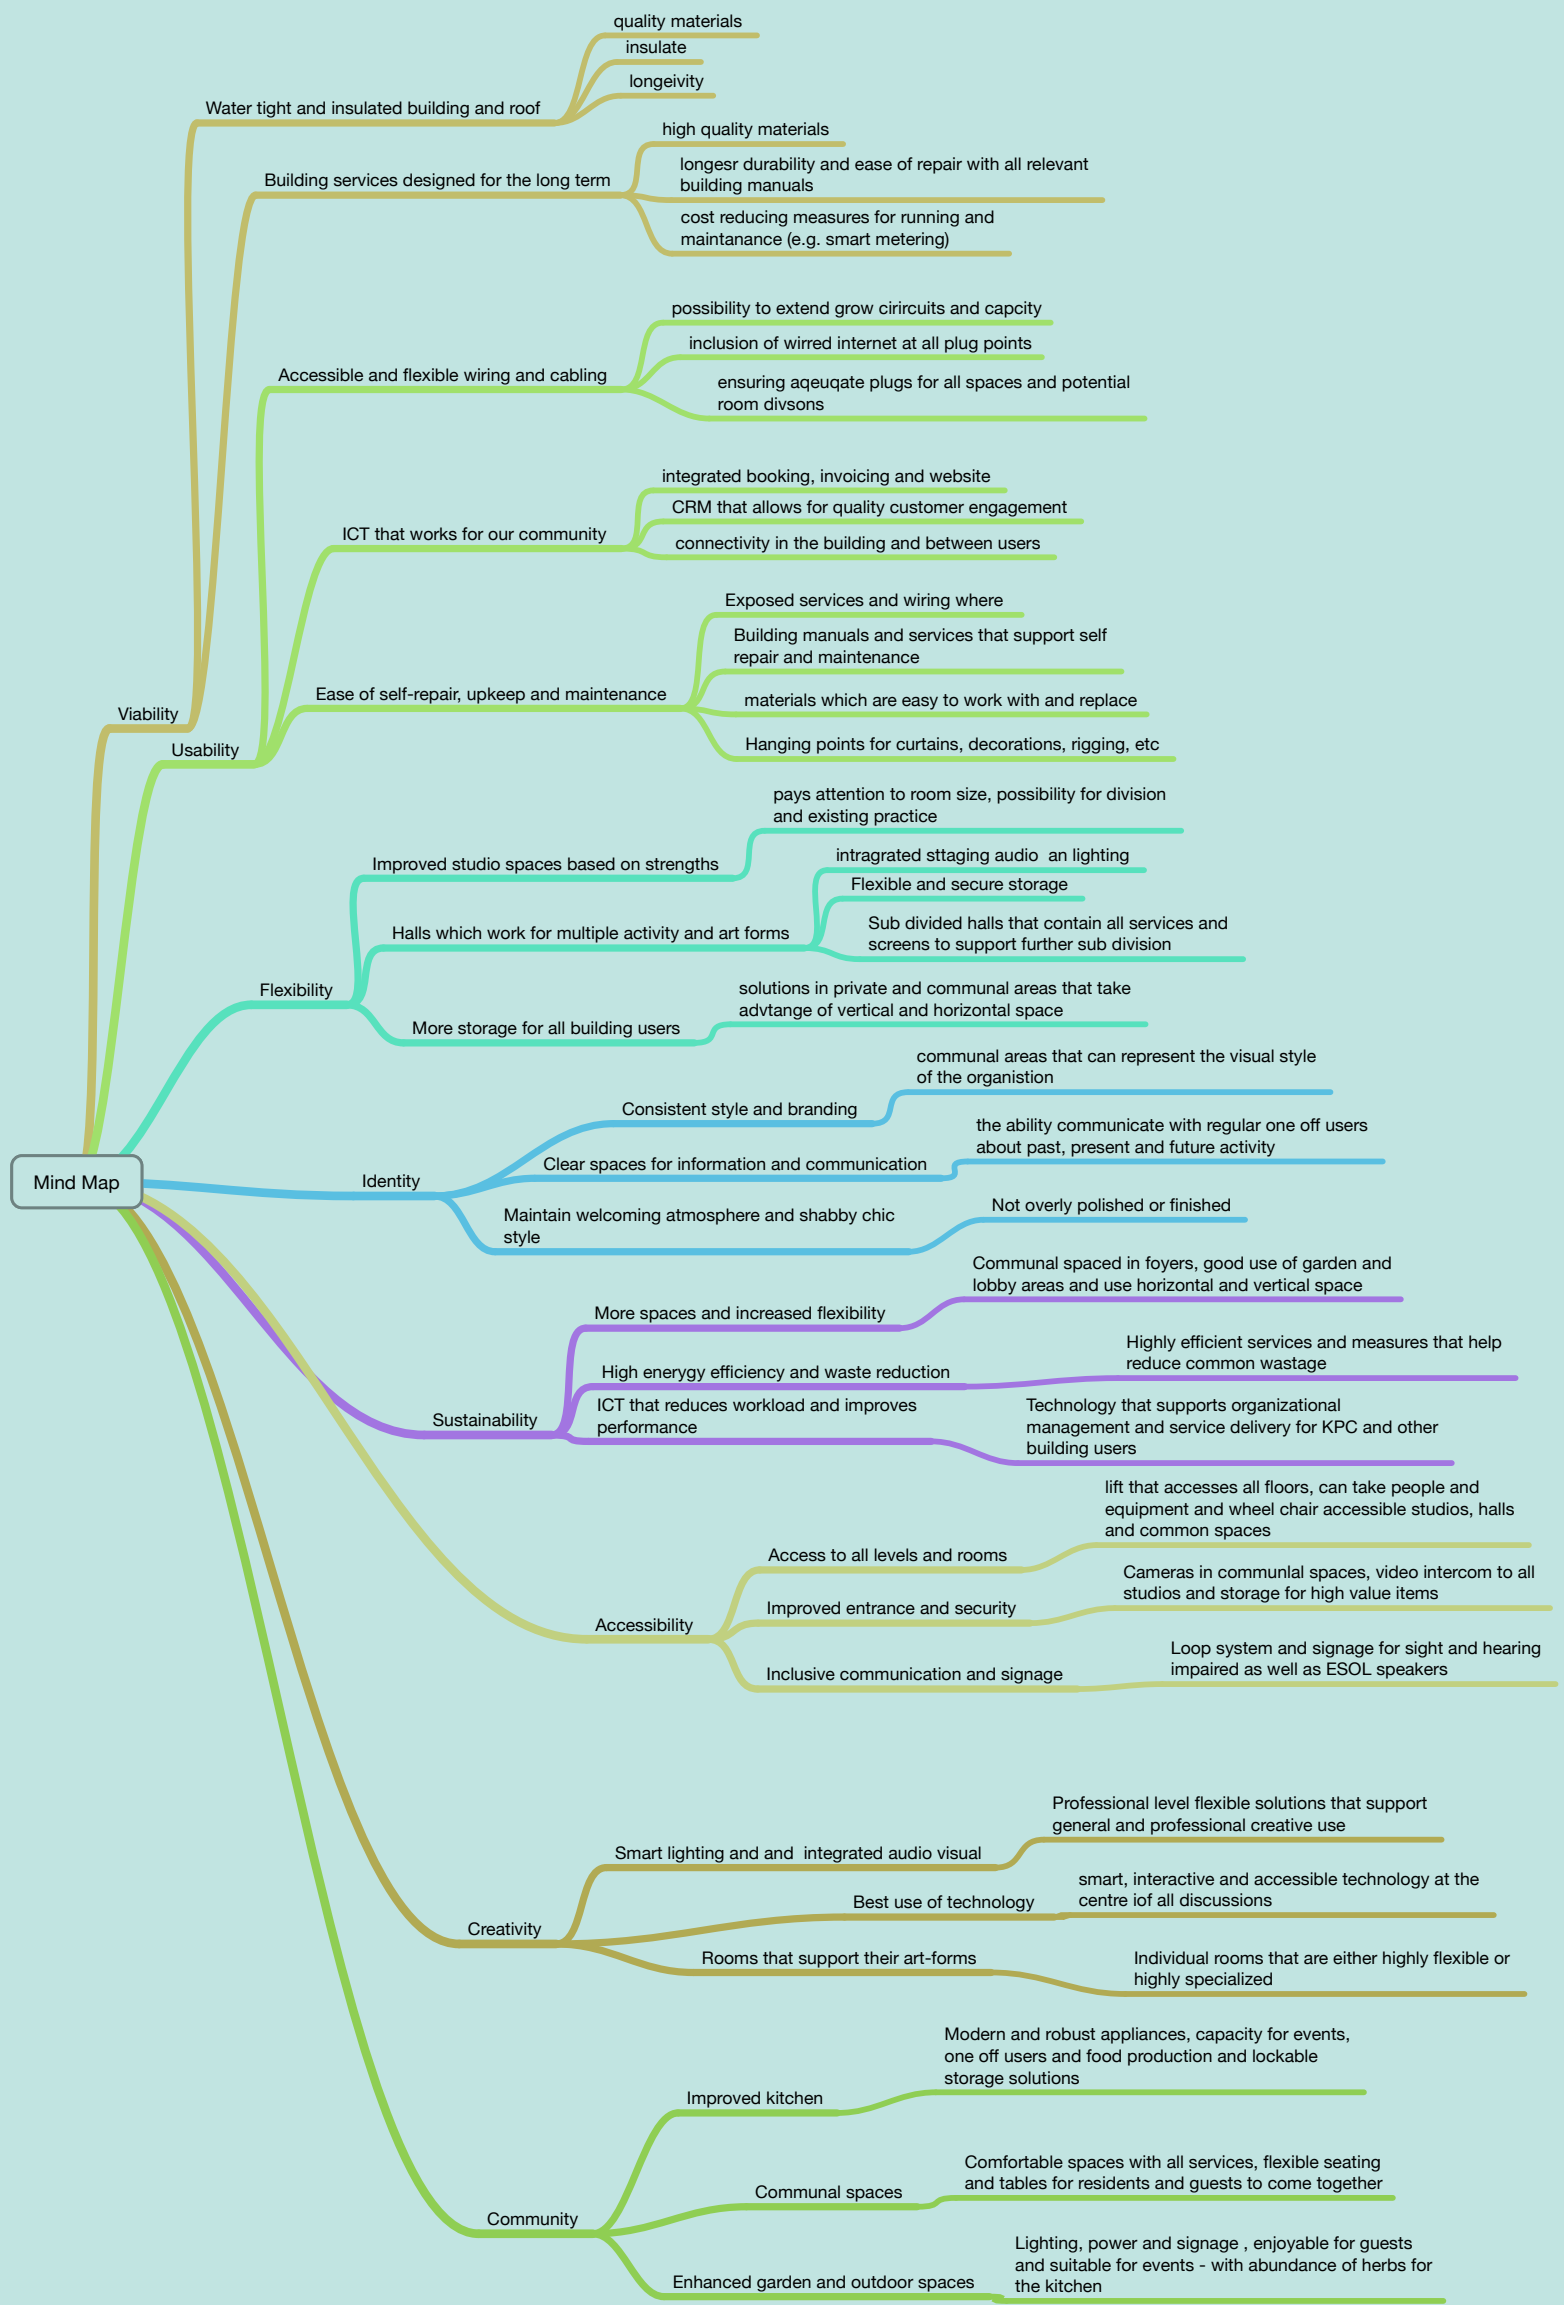 quality materials
insulate
longeivity
Water tight and insulated building and roof
high quality materials
longesr durability and ease of repair with all relevant
building manuals
Building services designed for the long term
cost reducing measures for running and
maintanance (e.g. smart metering)
possibility to extend grow cirircuits and capcity
inclusion of wirred internet at all plug points
Accessible and flexible wiring and cabling
ensuring aqeuqate plugs for all spaces and potential
room divsons
integrated booking, invoicing and website
CRM that allows for quality customer engagement
ICT that works for our community
connectivity in the building and between users
Exposed services and wiring where
Building manuals and services that support self
repair and maintenance
Ease of self-repair, upkeep and maintenance
materials which are easy to work with and replace
Viability
Hanging points for curtains, decorations, rigging, etc
Usability
pays attention to room size, possibility for division
and existing practice
Improved studio spaces based on strengths
intragrated sttaging audio  an lighting
Flexible and secure storage
Halls which work for multiple activity and art forms
Sub divided halls that contain all services and
screens to support further sub division
Flexibility
solutions in private and communal areas that take
advtange of vertical and horizontal space
More storage for all building users
communal areas that can represent the visual style
of the organistion
Consistent style and branding
the ability communicate with regular one off users
about past, present and future activity
Clear spaces for information and communication
Mind Map
Identity
Maintain welcoming atmosphere and shabby chic
style
Not overly polished or finished
Communal spaced in foyers, good use of garden and
lobby areas and use horizontal and vertical space
More spaces and increased flexibility
Highly efficient services and measures that help
reduce common wastage
High enerygy efficiency and waste reduction
ICT that reduces workload and improves
performance
Sustainability
Technology that supports organizational
management and service delivery for KPC and other
building users
lift that accesses all floors, can take people and
equipment and wheel chair accessible studios, halls
and common spaces
Access to all levels and rooms
Cameras in communlal spaces, video intercom to all
studios and storage for high value items
Improved entrance and security
Accessibility
Loop system and signage for sight and hearing
impaired as well as ESOL speakers
Inclusive communication and signage
Professional level flexible solutions that support
general and professional creative use
Smart lighting and and  integrated audio visual
smart, interactive and accessible technology at the
centre iof all discussions
Best use of technology
Creativity
Rooms that support their art-forms
Individual rooms that are either highly flexible or
highly specialized
Modern and robust appliances, capacity for events,
one off users and food production and lockable
storage solutions
Improved kitchen
Comfortable spaces with all services, flexible seating
and tables for residents and guests to come together
Communal spaces
Community
Lighting, power and signage , enjoyable for guests
and suitable for events - with abundance of herbs for
the kitchen
Enhanced garden and outdoor spaces